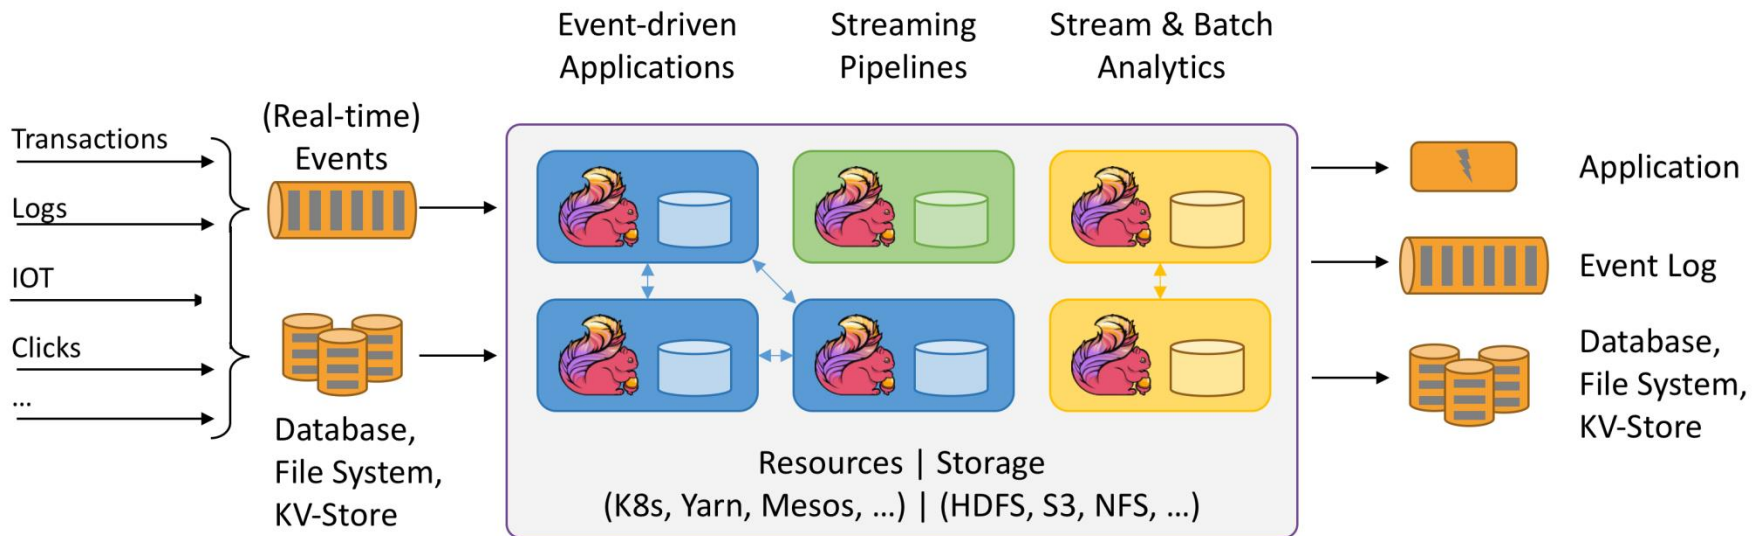 Event-driven
Applications
Streaming
Pipelines
Stream & Batch
Analytics
Transactions
Logs
IOT
Clicks
...
(Real-time)
Events
Database,
File System,
KV-Store
Resources | Storage
(K8s, Yarn, Mesos, ...) | (HDFS, S3, NFS, ...)
Application
Event Log
Database,
File System,
KV-Store